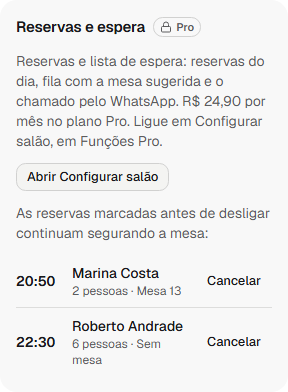 Reservas e espera Pro
Reservas e lista de espera: reservas do
dia, fila com a mesa sugerida e o
chamado pelo WhatsApp. R$ 24,90 por
mês no plano Pro. Ligue em Configurar
salão, em Funções Pro.
Abrir Configurar salão
As reservas marcadas antes de desligar
continuam segurando a mesa:
20:50 Marina Costa Cancelar
2 pessoas · Mesa 13
22:30 Roberto Andrade Cancelar
6 pessoas · Sem
mesa